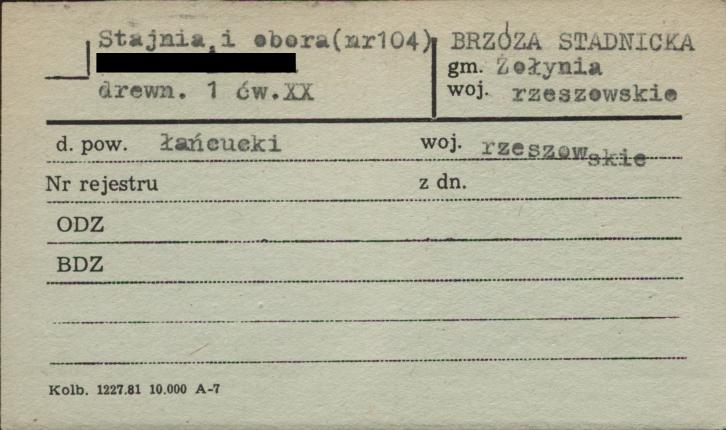 Stajnia i obora(nr104)
drewn. 1 ćw.XX
BRZÓZA STADNICKA
gm. Żołynia
woj. rzeszowskie
d. pow. łańcucki woj. rzeszowskie
Nr rejestru z dn.
ODZ
BDZ
Kolb. 1227.81 10.000 A-7